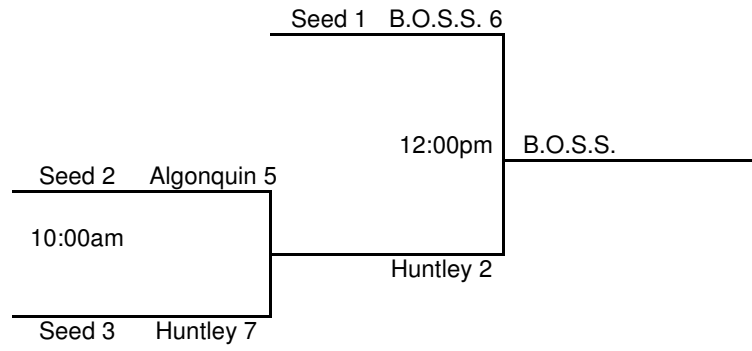 Seed 1 B.O.S.S. 6
12:00pm B.O.S.S.
Seed 2 Algonquin 5
10:00am
Huntley 2
Seed 3 Huntley 7